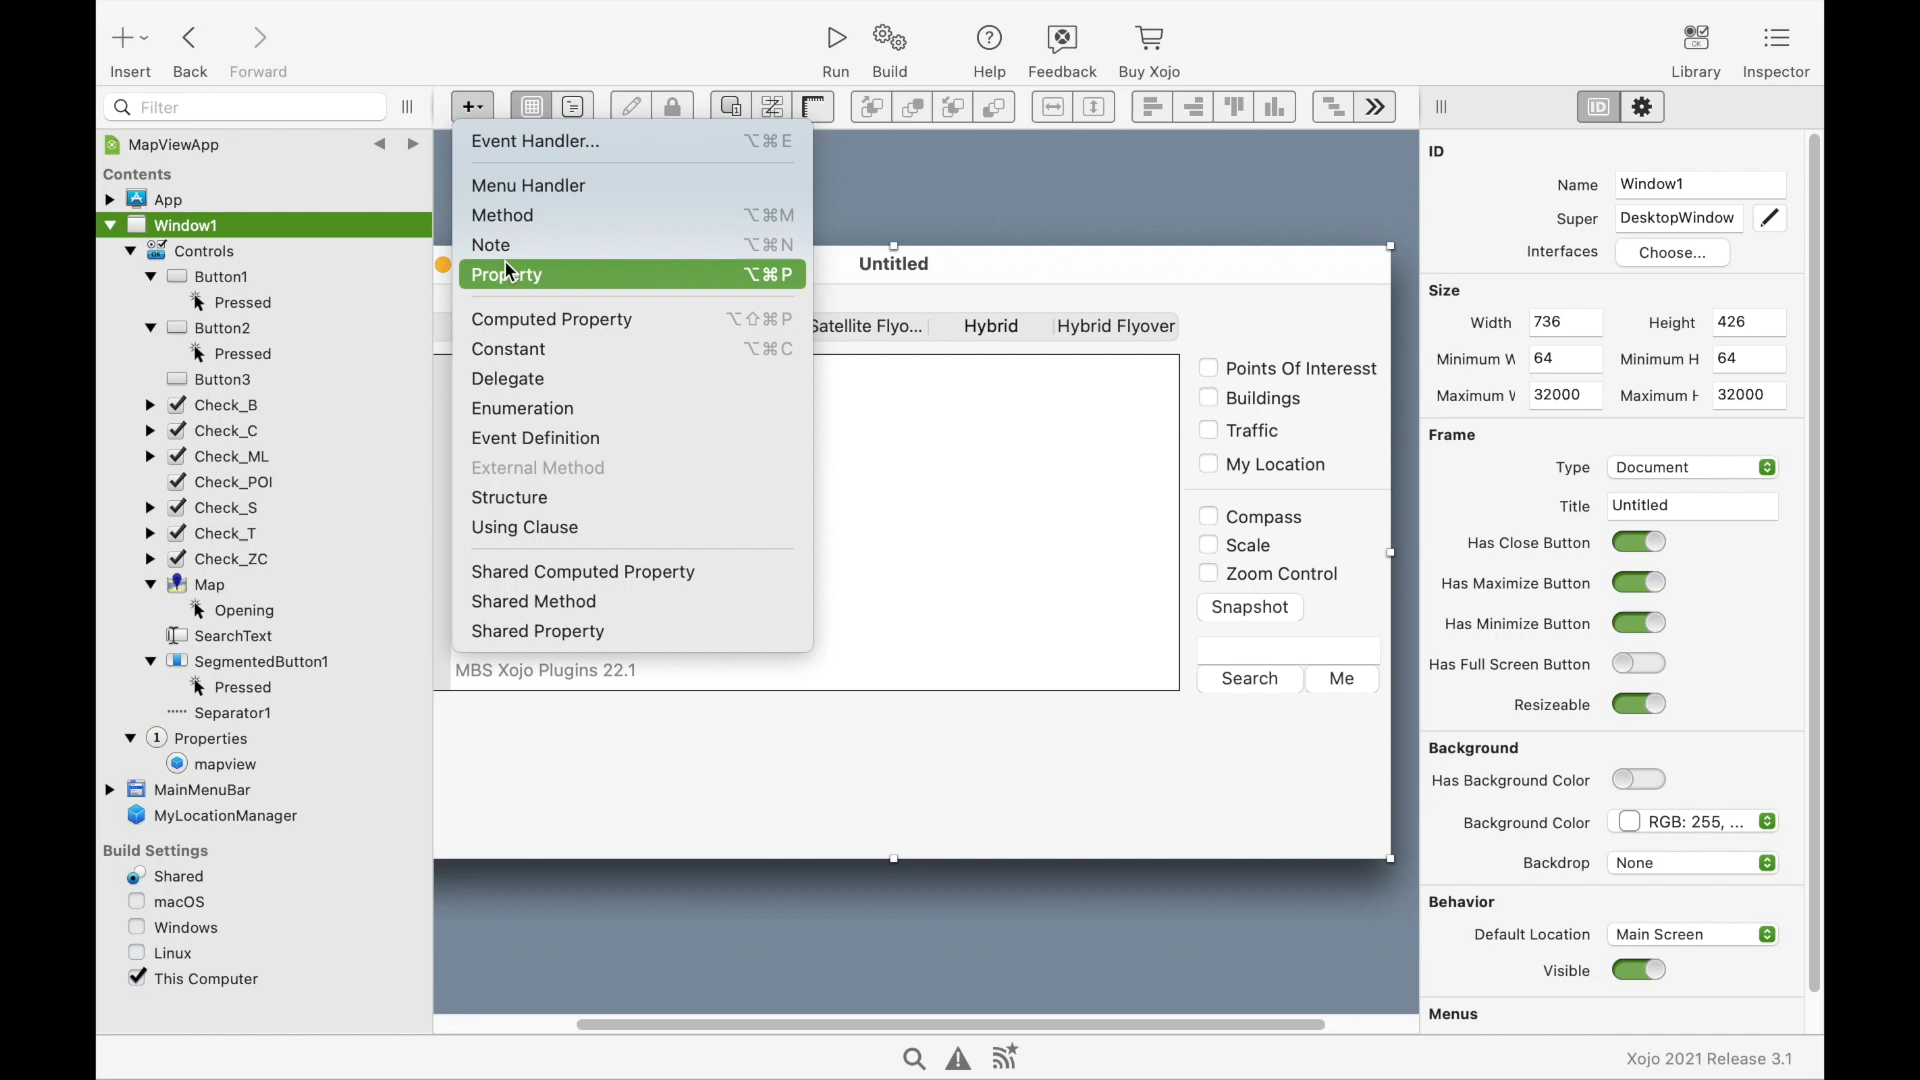 Insert
Back
Forward
Run
Build
Help
Feedback
Buy Xojo
Library
Inspector
Filter
MapViewApp
Contents
App
Window1
Controls
Button1
Pressed
Button2
Pressed
Button3
Check_B
Check_C
Check_ML
Check_POI
Check_S
Check_T
Check_ZC
Map
Opening
SearchText
SegmentedButton1
Pressed
Separator1
1 Properties
mapview
MainMenuBar
MyLocationManager
Build Settings
Shared
macOS
Windows
Linux
This Computer
Event Handler... ⌥⌘E
Menu Handler
Method ⌥⌘M
Note ⌥⌘N
Property ⌥⌘P
Computed Property ⌥⇧⌘P
Constant ⌥⌘C
Delegate
Enumeration
Event Definition
External Method
Structure
Using Clause
Shared Computed Property
Shared Method
Shared Property
Untitled
Satellite Flyo... Hybrid Hybrid Flyover
Points Of Interesst
Buildings
Traffic
My Location
Compass
Scale
Zoom Control
Snapshot
Search Me
MBS Xojo Plugins 22.1
ID
ID
Name Window1
Super DesktopWindow
Interfaces Choose...
Size
Width 736 Height 426
Minimum W 64 Minimum H 64
Maximum W 32000 Maximum H 32000
Frame
Type Document
Title Untitled
Has Close Button
Has Maximize Button
Has Minimize Button
Has Full Screen Button
Resizeable
Background
Has Background Color
Background Color RGB: 255, ...
Backdrop None
Behavior
Default Location Main Screen
Visible
Menus
Xojo 2021 Release 3.1